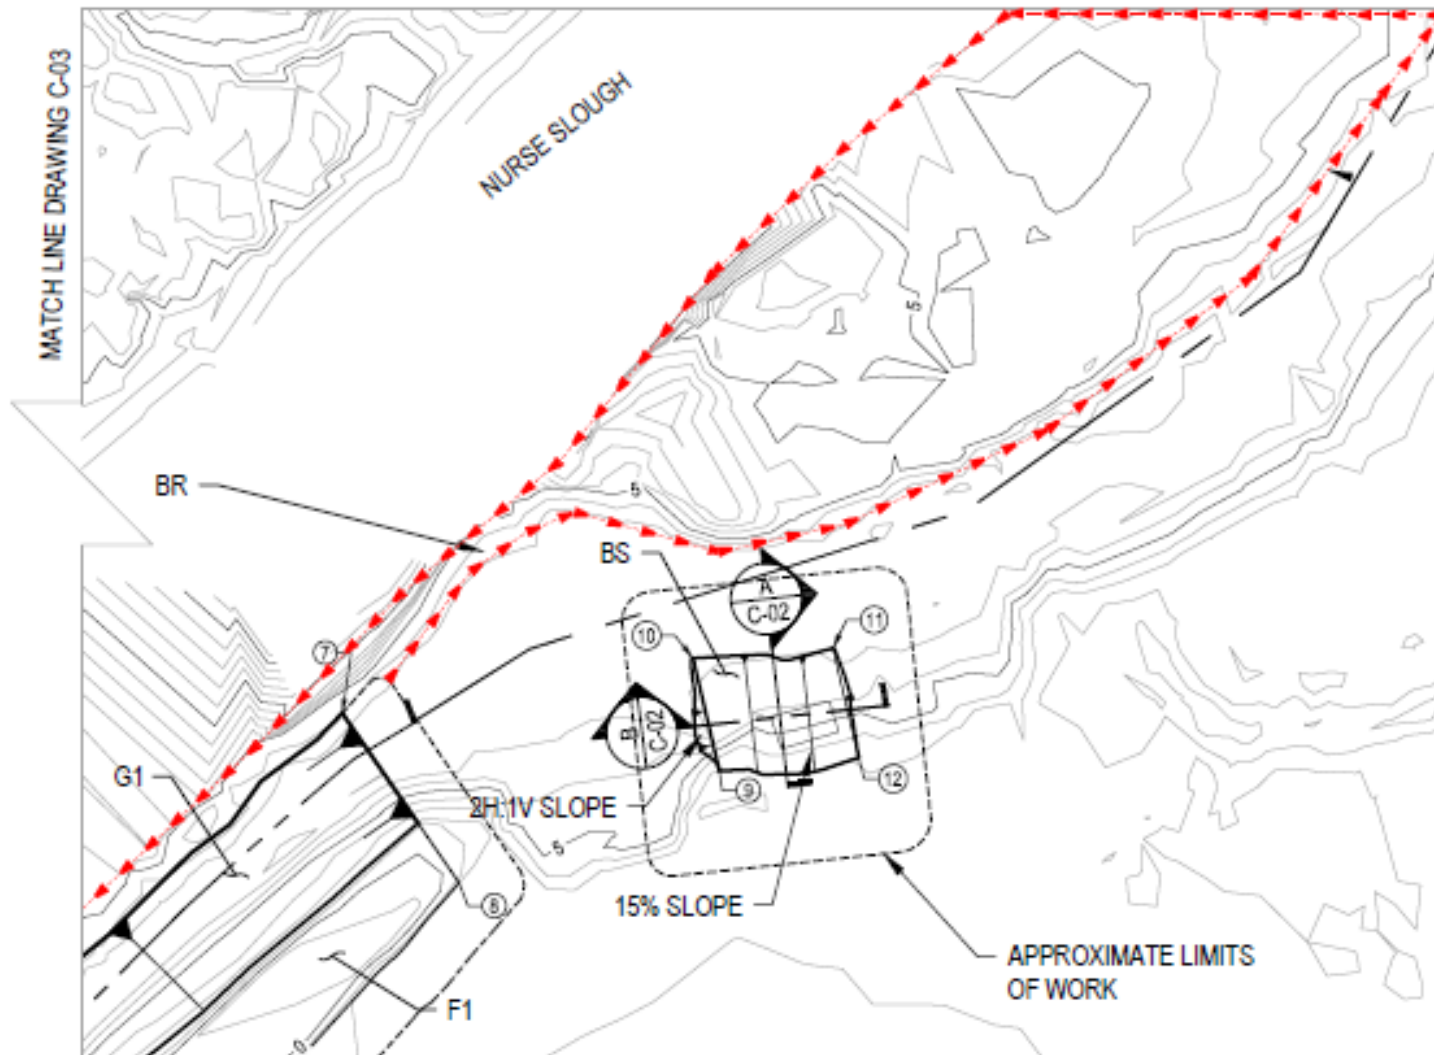 MATCH LINE DRAWING C-03
NURSE SLOUGH
5
BR
5
BS
A
C-02
10
11
7
B
C-02
G1
9
12
2H:1V SLOPE
5
8
15% SLOPE
APPROXIMATE LIMITS
OF WORK
F1
0